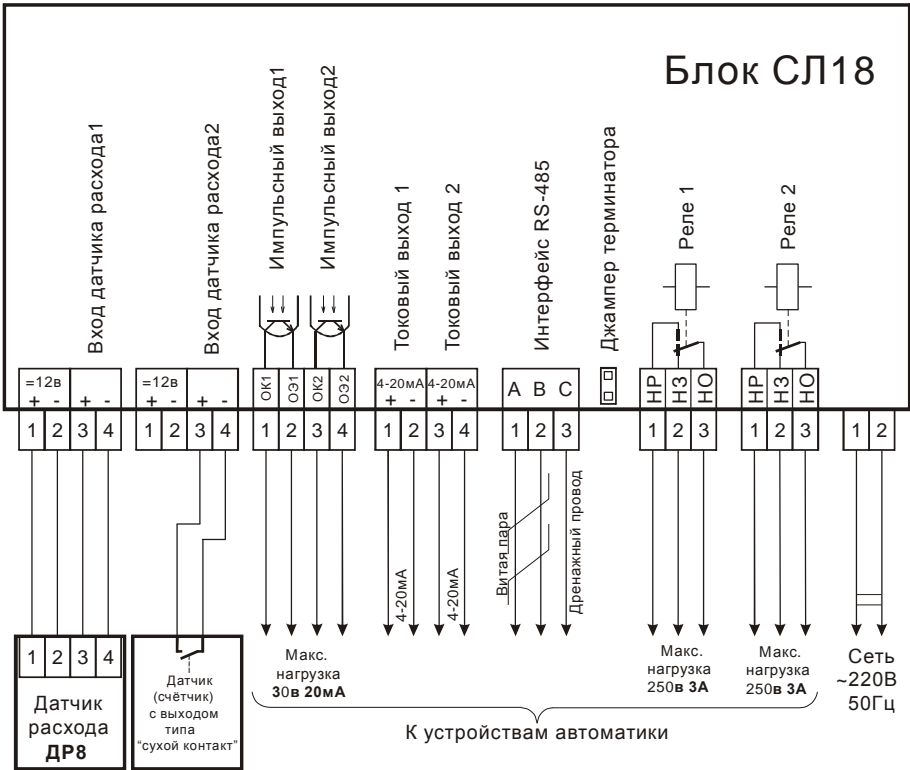 Блок СЛ18
Вход датчика расхода1
Вход датчика расхода2
Импульсный выход1
Импульсный выход2
Токовый выход 1
Токовый выход 2
Интерфейс RS-485
Джампер терминатора
Реле 1
Реле 2
=12в
+ - + -
=12в
+ - + -
ОК1
ОЭ1
ОК2
ОЭ2
4-20мА 4-20мА
+ - + -
А В С
НР
НЗ
НО
НР
НЗ
НО
1 2 3 4
1 2 3 4
1 2 3 4
1 2 3 4
1 2 3
1 2 3
1 2 3
1 2
4-20мА
4-20мА
Витая пара
Дренажный провод
1 2 3 4
Датчик
расхода
ДР8
Датчик
(счётчик)
с выходом
типа
“сухой контакт”
Макс.
нагрузка
30в 20мА
Макс.
нагрузка
250в 3А
Макс.
нагрузка
250в 3А
Сеть
~220В
50Гц
К устройствам автоматики